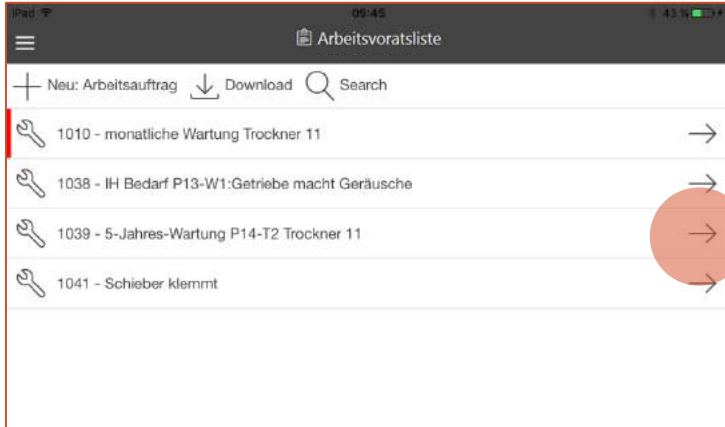 iPad 09:45 43 %
Arbeitsvoratsliste
Neu: Arbeitsauftrag Download Search
1010 - monatliche Wartung Trockner 11
1038 - IH Bedarf P13-W1:Getriebe macht Geräusche
1039 - 5-Jahres-Wartung P14-T2 Trockner 11
1041 - Schieber klemmt